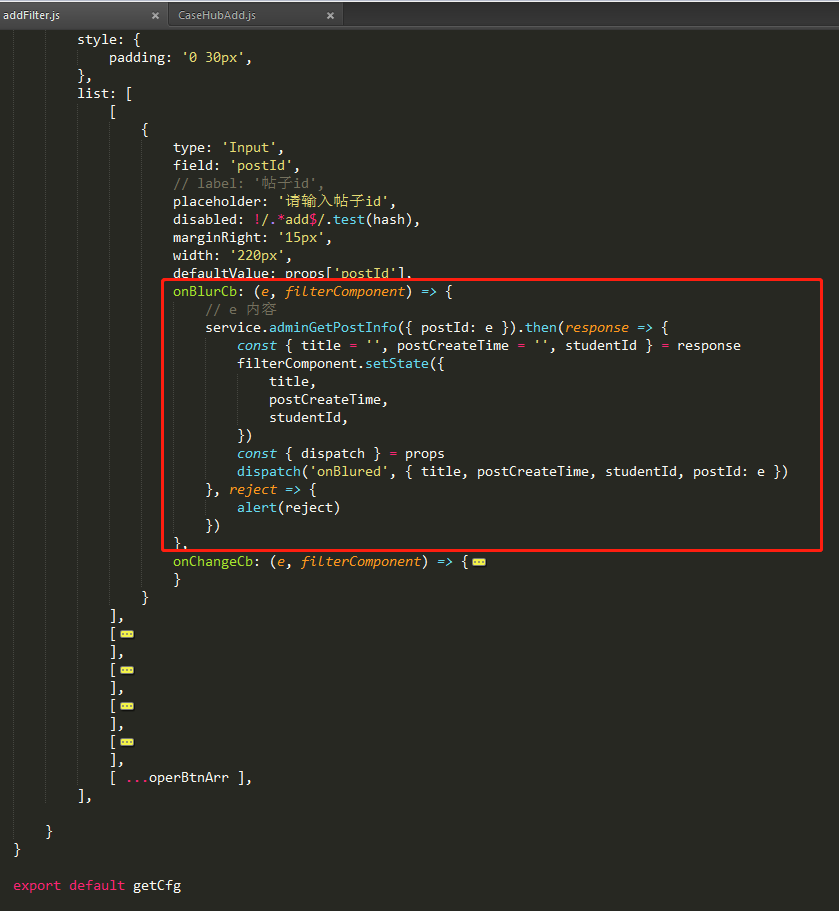 addFilter.js × CaseHubAdd.js ×
style: {
padding: '0 30px',
},
list: [
[
{
type: 'Input',
field: 'postId',
// label: '帖子id',
placeholder: '请输入帖子id',
disabled: !/.*add$/.test(hash),
marginRight: '15px',
width: '220px',
defaultValue: props['postId'],
onBlurCb: (e, filterComponent) => {
// e 内容
service.adminGetPostInfo({ postId: e }).then(response => {
const { title = '', postCreateTime = '', studentId } = response
filterComponent.setState({
title,
postCreateTime,
studentId,
})
const { dispatch } = props
dispatch('onBlured', { title, postCreateTime, studentId, postId: e })
}, reject => {
alert(reject)
})
},
onChangeCb: (e, filterComponent) => {
}
}
],
[
],
[
],
[
],
[
],
[ ...operBtnArr ],
],
}
}
export default getCfg